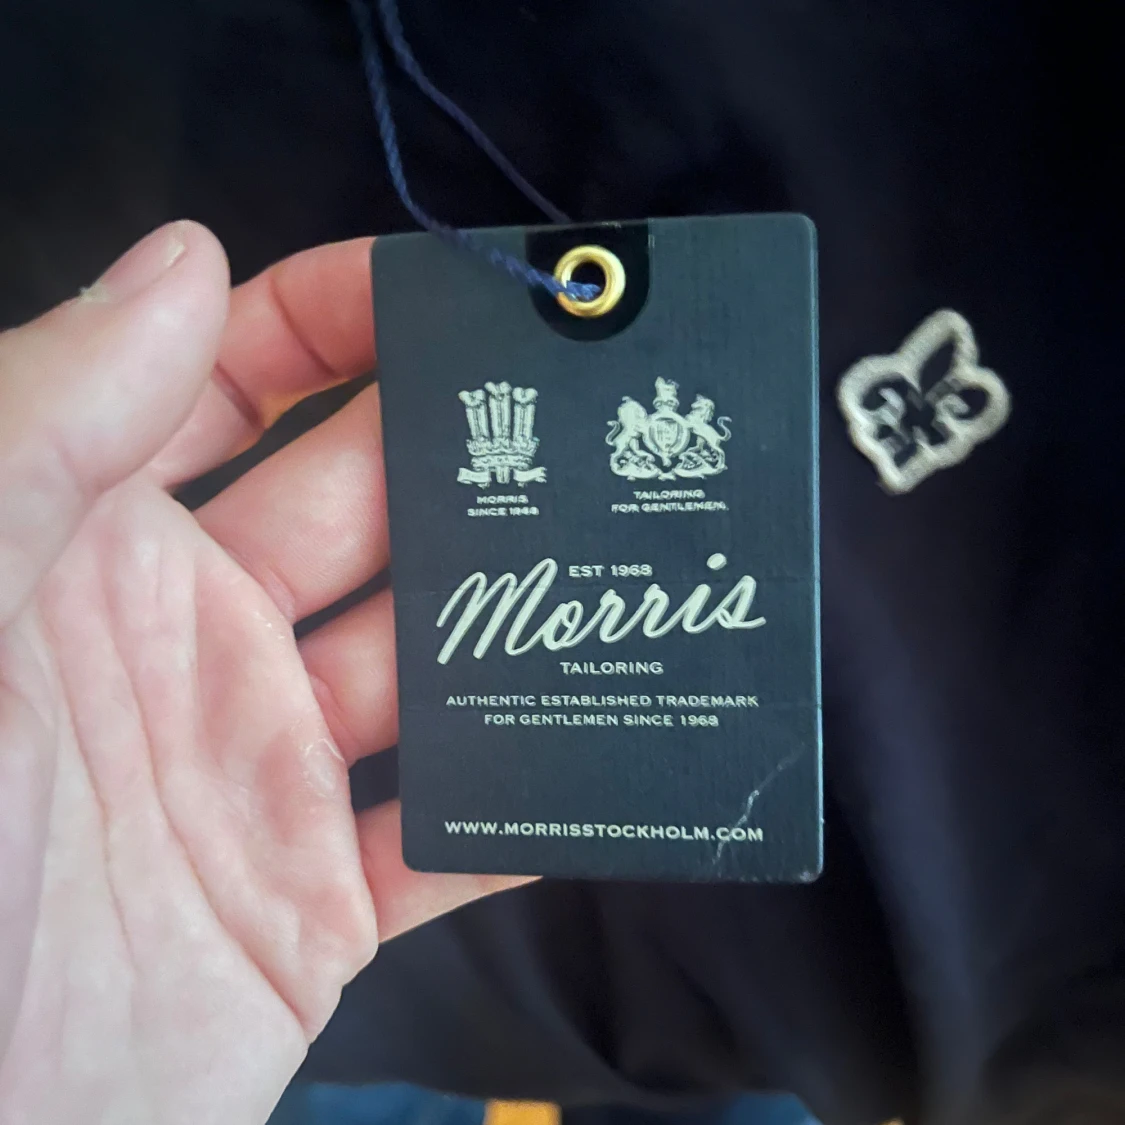 MORRIS
SINCE 1968
TAILORING
FOR GENTLEMEN.
EST 1968
Morris
TAILORING
AUTHENTIC ESTABLISHED TRADEMARK
FOR GENTLEMEN SINCE 1968
WWW.MORRISSTOCKHOLM.COM